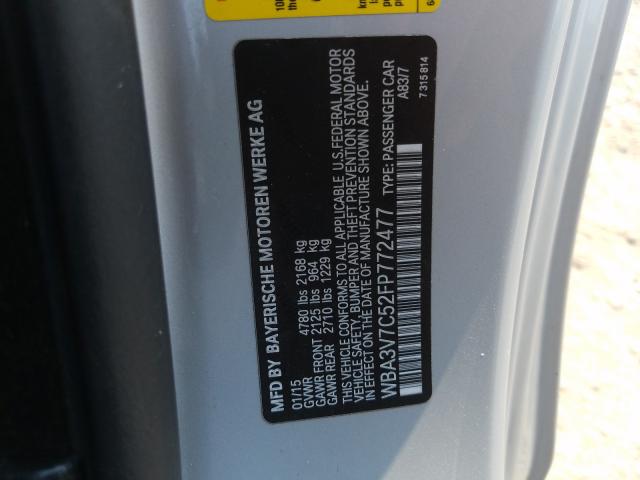 MFD BY BAYERISCHE MOTOREN WERKE AG
01/15
GVWR 4780 lbs 2168 kg
GAWR FRONT 2125 lbs 964 kg
GAWR REAR 2710 lbs 1229 kg
THIS VEHICLE CONFORMS TO ALL APPLICABLE U.S.FEDERAL MOTOR
VEHICLE SAFETY, BUMPER AND THEFT PREVENTION STANDARDS
IN EFFECT ON THE DATE OF MANUFACTURE SHOWN ABOVE.
WBA3V7C52FP772477 TYPE: PASSENGER CAR
A83/7
7 315 814